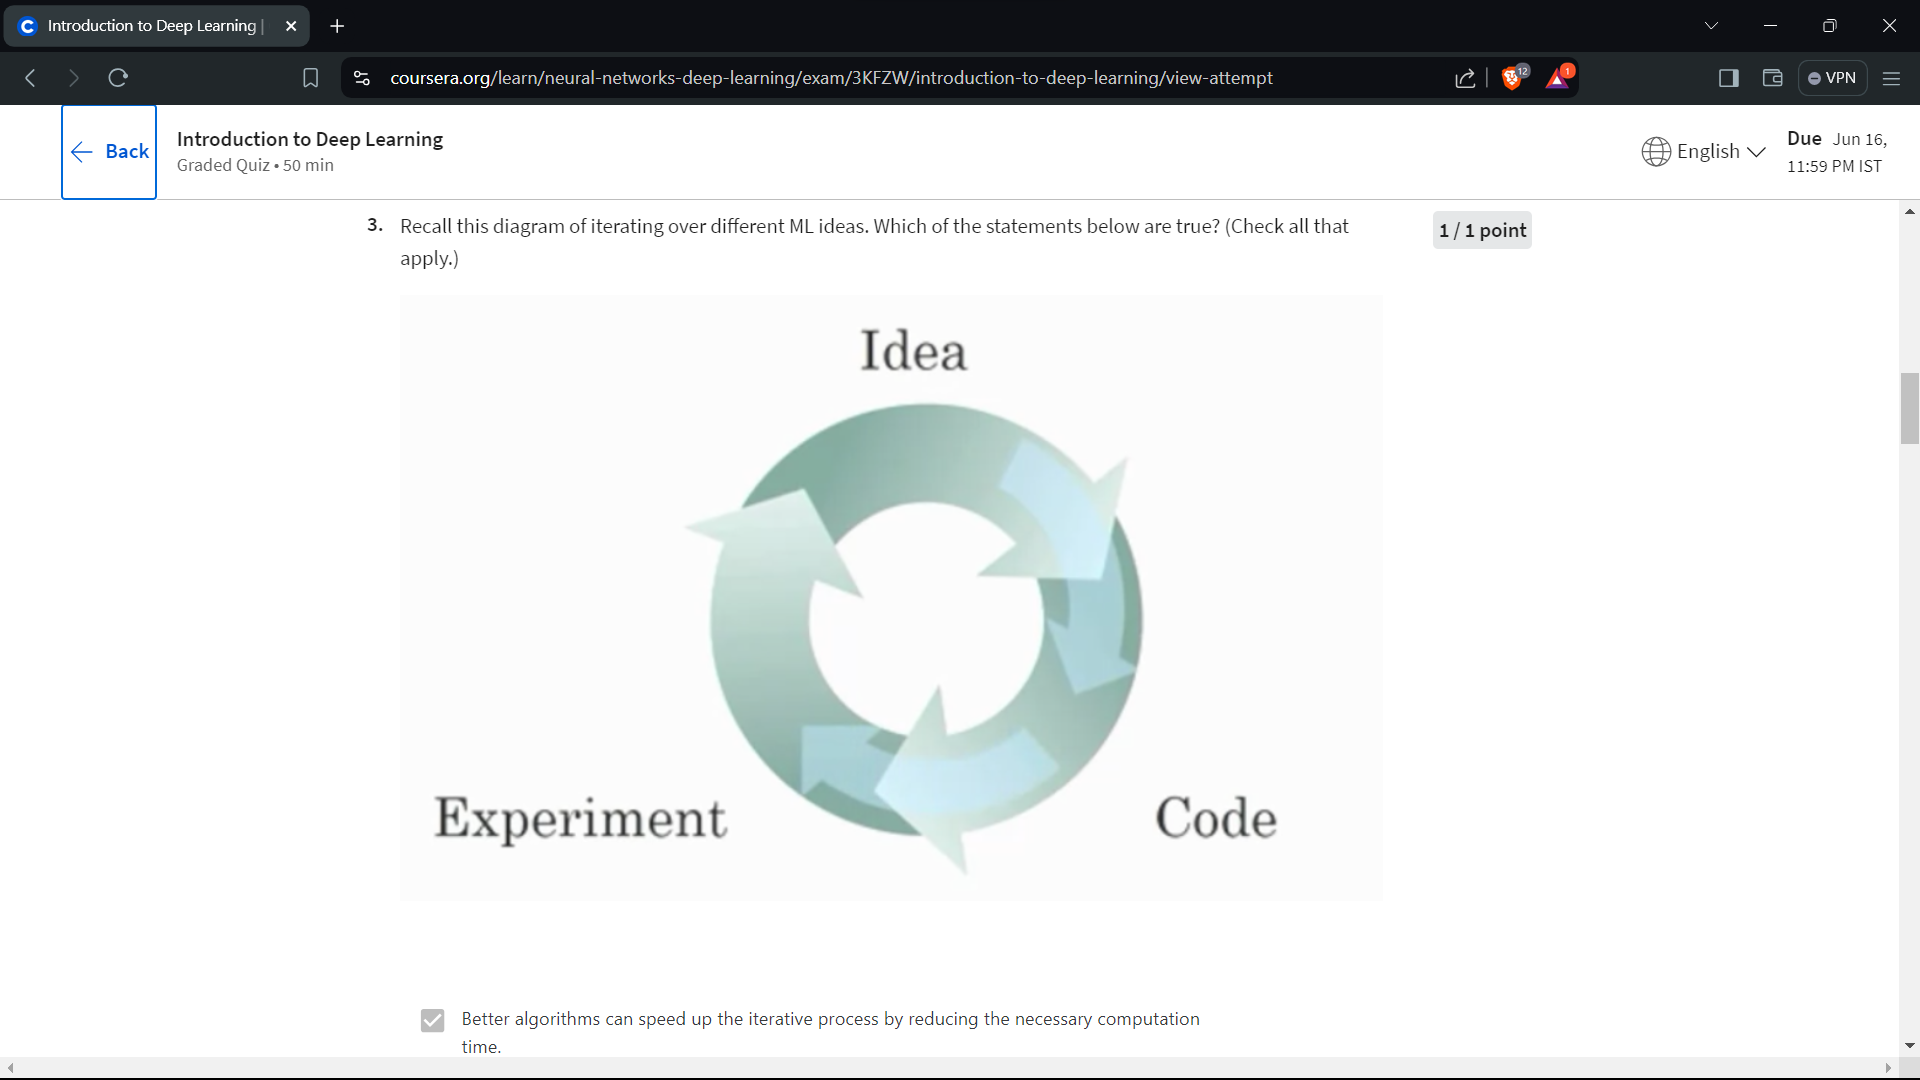 Introduction to Deep Learning |
coursera.org/learn/neural-networks-deep-learning/exam/3KFZW/introduction-to-deep-learning/view-attempt
12
1
VPN
Back
Introduction to Deep Learning
Graded Quiz • 50 min
English
Due Jun 16,
11:59 PM IST
3. Recall this diagram of iterating over different ML ideas. Which of the statements below are true? (Check all that
apply.)
1 / 1 point
Idea
Experiment
Code
Better algorithms can speed up the iterative process by reducing the necessary computation
time.